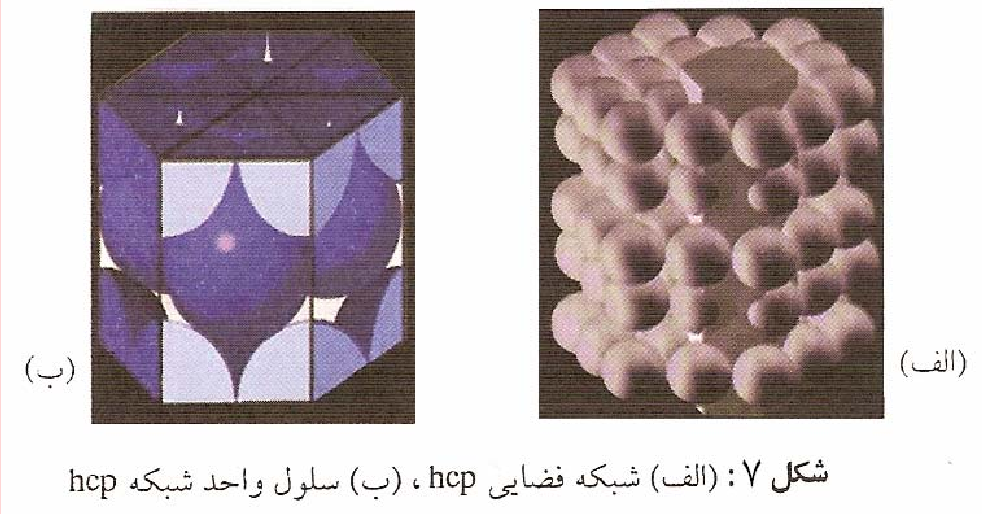 (الف)
(ب)
شکل ۷: (الف) شبکه فضایی hcp، (ب) سلول واحد شبکه hcp